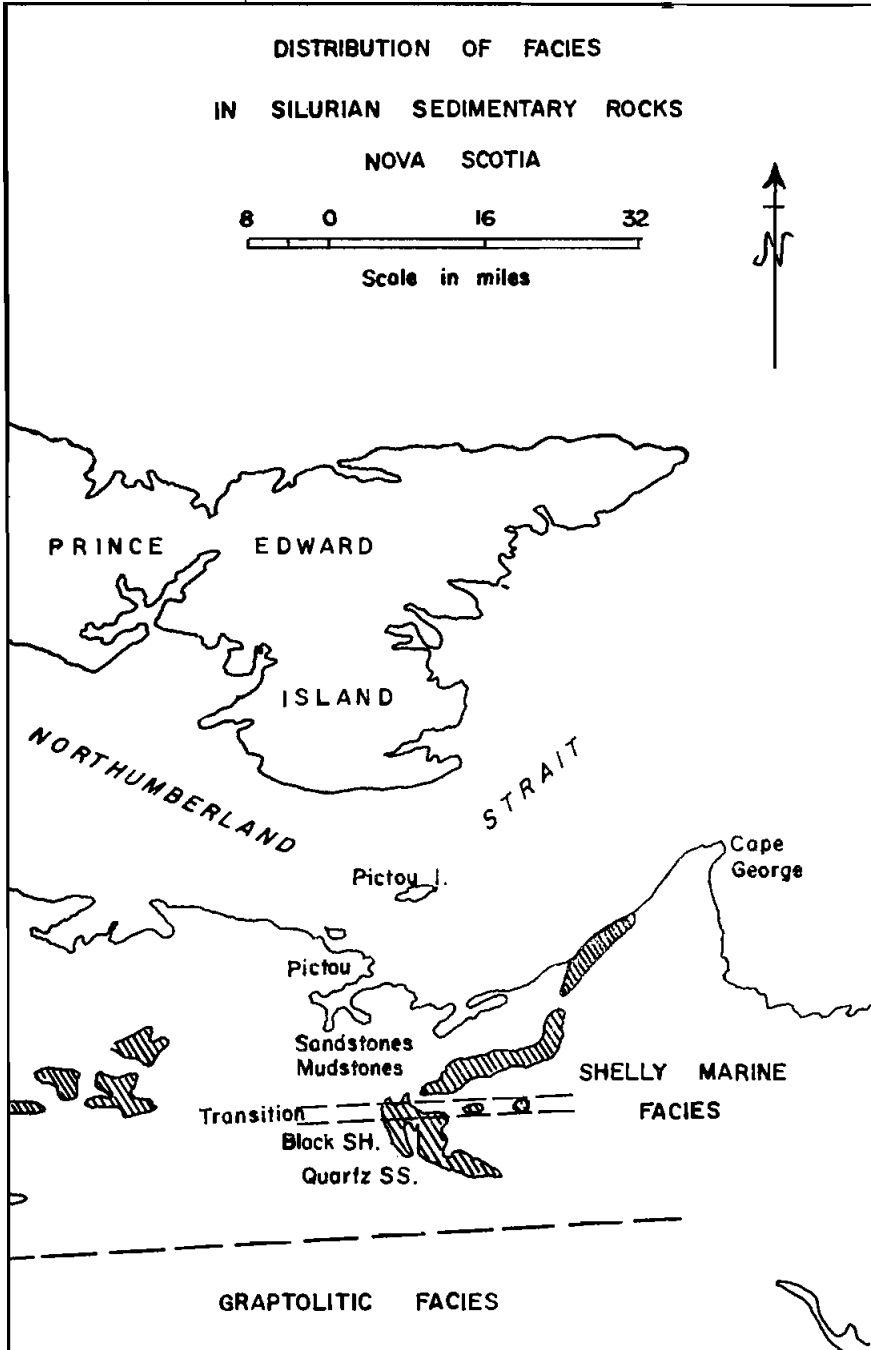 DISTRIBUTION OF FACIES
IN SILURIAN SEDIMENTARY ROCKS
NOVA SCOTIA
8 0 16 32
Scale in miles
N
PRINCE EDWARD
ISLAND
NORTHUMBERLAND
STRAIT
Cape
George
Pictou I.
Pictou
Sandstones
Mudstones
SHELLY MARINE
FACIES
Transition
Black SH.
Quartz SS.
GRAPTOLITIC FACIES